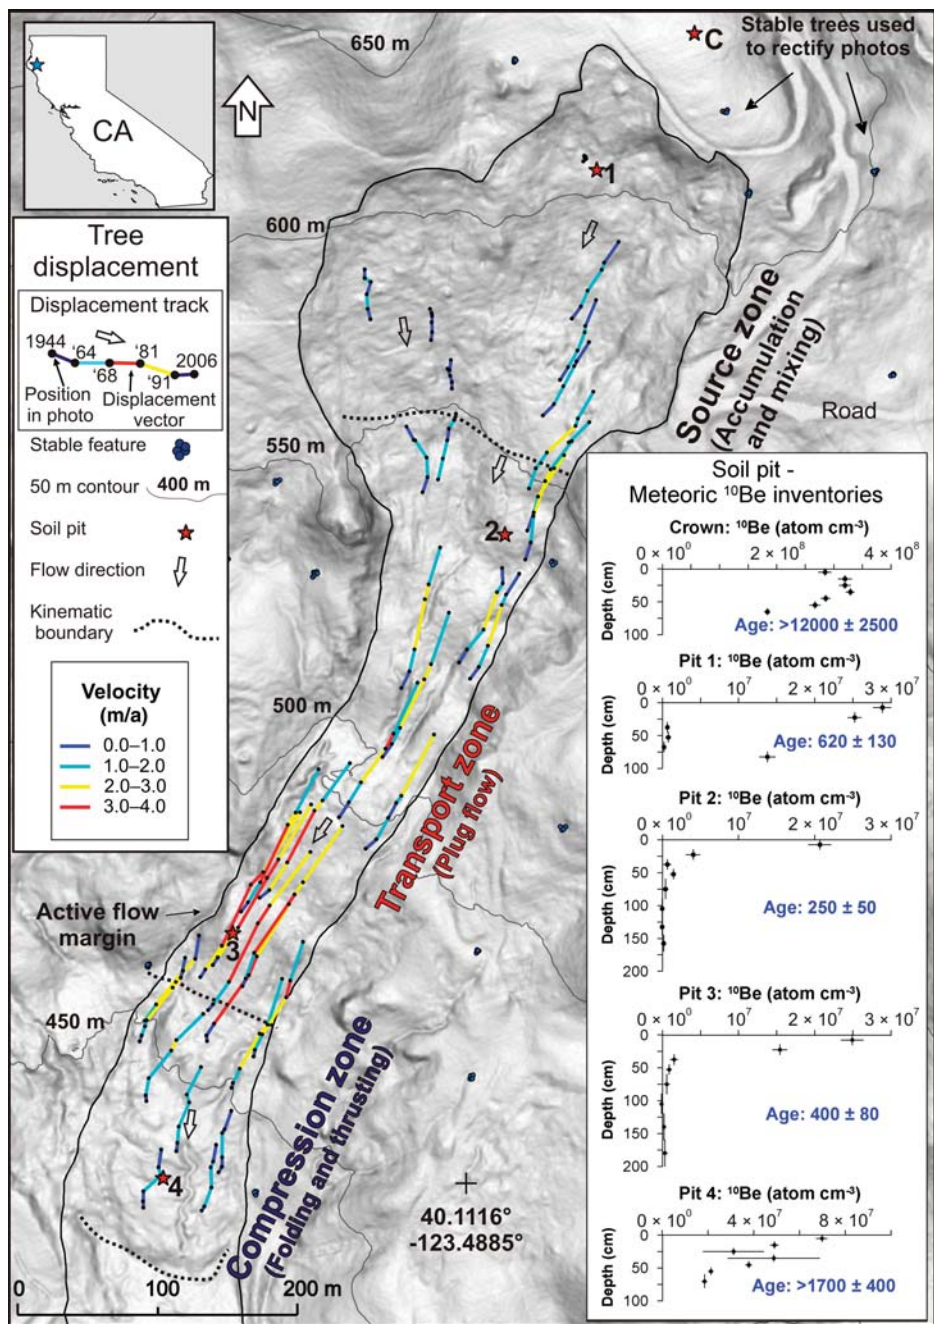 650 m
C
Stable trees used
to rectify photos
N
CA
1
600 m
Tree
displacement
Displacement track
1944
‘64
‘68
‘81
‘91
2006
Position
in photo
Displacement
vector
Stable feature
50 m contour
400 m
Soil pit
Flow direction
Kinematic
boundary
Velocity
(m/a)
0.0–1.0
1.0–2.0
2.0–3.0
3.0–4.0
Source zone
(Accumulation
and mixing)
Road
550 m
2
500 m
Transport zone
(Plug flow)
Active flow
margin
3
450 m
Compression zone
(Folding and thrusting)
4
40.1116°
-123.4885°
0
100 m
200 m
Soil pit -
Meteoric ¹⁰Be inventories
Crown: ¹⁰Be (atom cm⁻³)
0 × 10⁰ 2 × 10⁸ 4 × 10⁸
Depth (cm)
0
50
100
Age: >12000 ± 2500
Pit 1: ¹⁰Be (atom cm⁻³)
0 × 10⁰ 10⁷ 2 × 10⁷ 3 × 10⁷
Depth (cm)
0
50
100
Age: 620 ± 130
Pit 2: ¹⁰Be (atom cm⁻³)
0 × 10⁰ 10⁷ 2 × 10⁷ 3 × 10⁷
Depth (cm)
0
50
100
150
200
Age: 250 ± 50
Pit 3: ¹⁰Be (atom cm⁻³)
0 × 10⁰ 10⁷ 2 × 10⁷ 3 × 10⁷
Depth (cm)
0
50
100
150
200
Age: 400 ± 80
Pit 4: ¹⁰Be (atom cm⁻³)
0 × 10⁰ 4 × 10⁷ 8 × 10⁷
Depth (cm)
0
50
100
Age: >1700 ± 400